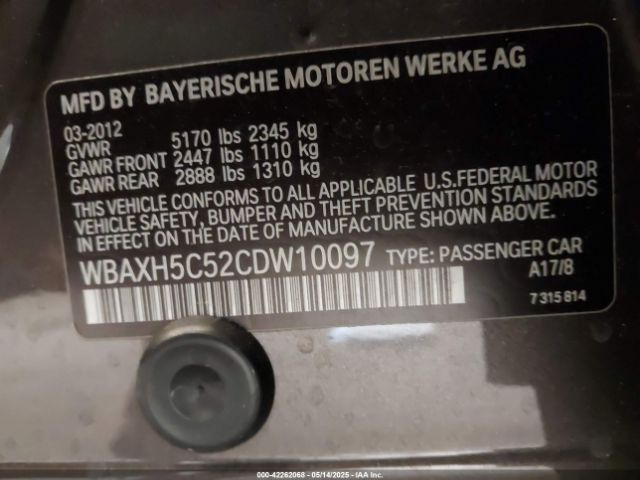 MFD BY BAYERISCHE MOTOREN WERKE AG
03-2012
GVWR 5170 lbs 2345 kg
GAWR FRONT 2447 lbs 1110 kg
GAWR REAR 2888 lbs 1310 kg
THIS VEHICLE CONFORMS TO ALL APPLICABLE U.S.FEDERAL MOTOR
VEHICLE SAFETY, BUMPER AND THEFT PREVENTION STANDARDS
IN EFFECT ON THE DATE OF MANUFACTURE SHOWN ABOVE.
WBAXH5C52CDW10097 TYPE: PASSENGER CAR
A17/8
7 315 814
000-42262068 - 05/14/2025 - IAAI, Inc.